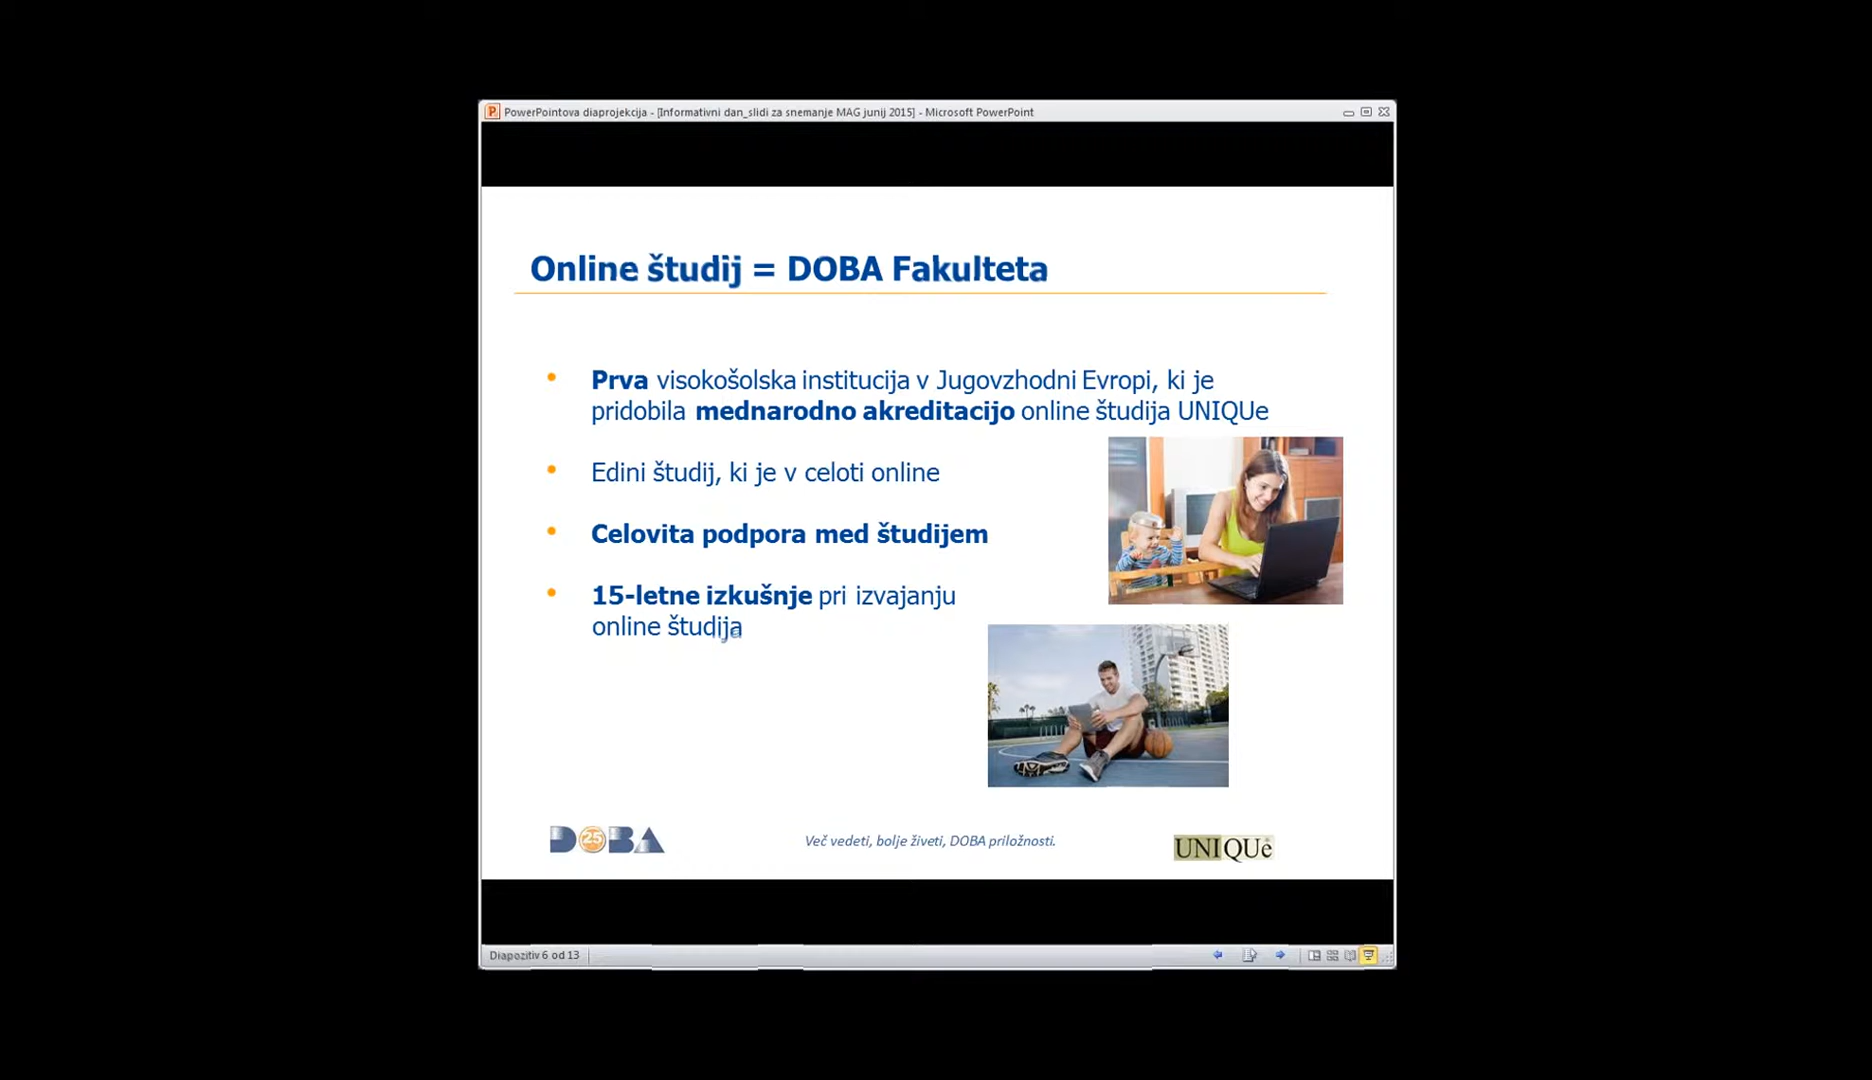 PowerPointova diaprojekcija - [Informativni dan_slidi za snemanje MAG junij 2015] - Microsoft PowerPoint
Online študij = DOBA Fakulteta
• Prva visokošolska institucija v Jugovzhodni Evropi, ki je
pridobila mednarodno akreditacijo online študija UNIQUe
• Edini študij, ki je v celoti online
• Celovita podpora med študijem
• 15-letne izkušnje pri izvajanju
online študija
DOBA 25
Več vedeti, bolje živeti, DOBA priložnosti.
UNIQUe
Diapozitiv 6 od 13